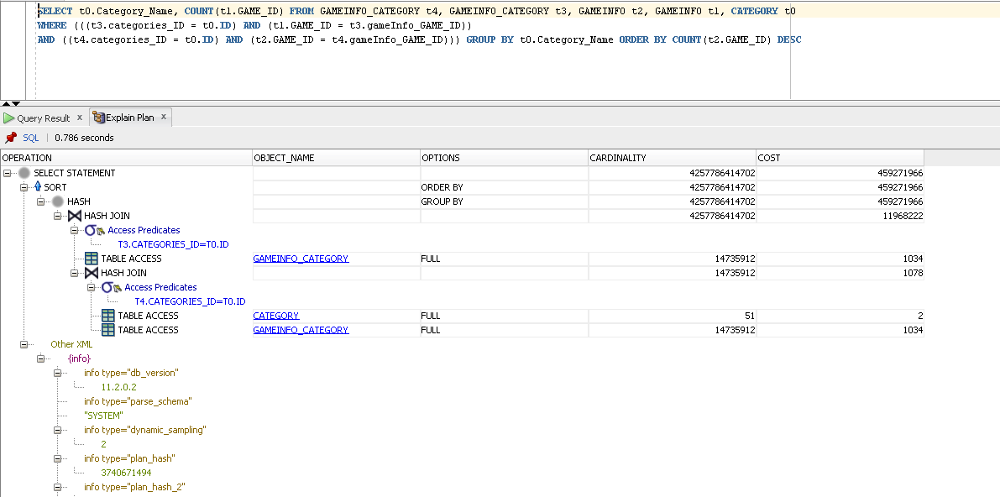 SELECT t0.Category_Name, COUNT(t1.GAME_ID) FROM GAMEINFO_CATEGORY t4, GAMEINFO_CATEGORY t3, GAMEINFO t2, GAMEINFO t1, CATEGORY t0
WHERE (((t3.categories_ID = t0.ID) AND (t1.GAME_ID = t3.gameInfo_GAME_ID))
AND ((t4.categories_ID = t0.ID) AND (t2.GAME_ID = t4.gameInfo_GAME_ID))) GROUP BY t0.Category_Name ORDER BY COUNT(t2.GAME_ID) DESC
Query Result x Explain Plan x
SQL | 0.786 seconds
OPERATION OBJECT_NAME OPTIONS CARDINALITY COST
SELECT STATEMENT 4257786414702 459271966
SORT ORDER BY 4257786414702 459271966
HASH GROUP BY 4257786414702 459271966
HASH JOIN 4257786414702 11968222
Access Predicates
T3.CATEGORIES_ID=T0.ID
TABLE ACCESS GAMEINFO_CATEGORY FULL 14735912 1034
HASH JOIN 14735912 1078
Access Predicates
T4.CATEGORIES_ID=T0.ID
TABLE ACCESS CATEGORY FULL 51 2
TABLE ACCESS GAMEINFO_CATEGORY FULL 14735912 1034
Other XML
{info}
info type="db_version"
11.2.0.2
info type="parse_schema"
"SYSTEM"
info type="dynamic_sampling"
2
info type="plan_hash"
3740671494
info type="plan_hash_2"